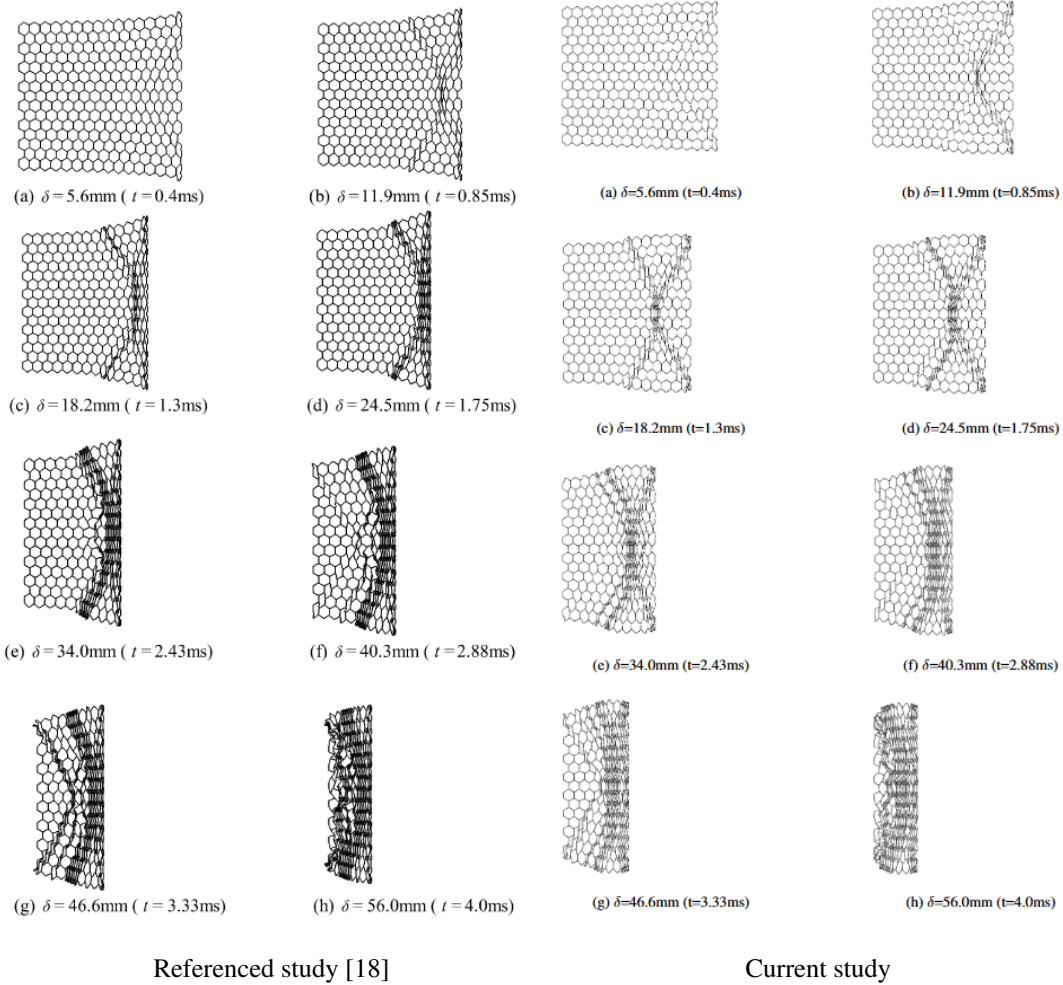 (a) δ = 5.6mm ( t = 0.4ms)
(b) δ = 11.9mm ( t = 0.85ms)
(a) δ=5.6mm (t=0.4ms)
(b) δ=11.9mm (t=0.85ms)
(c) δ = 18.2mm ( t = 1.3ms)
(d) δ = 24.5mm ( t = 1.75ms)
(c) δ=18.2mm (t=1.3ms)
(d) δ=24.5mm (t=1.75ms)
(e) δ = 34.0mm ( t = 2.43ms)
(f) δ = 40.3mm ( t = 2.88ms)
(e) δ=34.0mm (t=2.43ms)
(f) δ=40.3mm (t=2.88ms)
(g) δ = 46.6mm ( t = 3.33ms)
(h) δ = 56.0mm ( t = 4.0ms)
(g) δ=46.6mm (t=3.33ms)
(h) δ=56.0mm (t=4.0ms)
Referenced study [18]
Current study